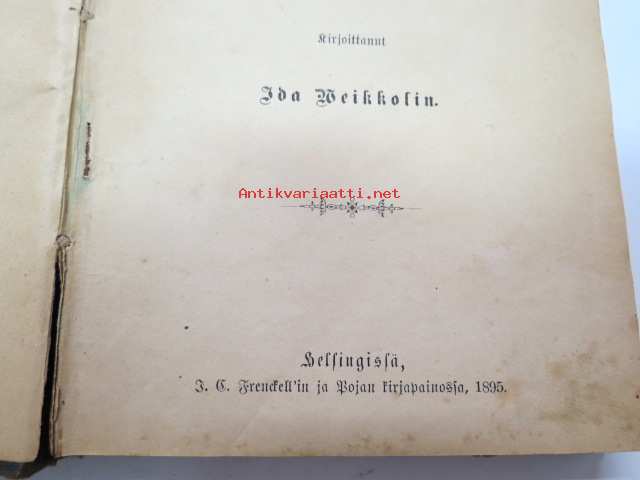 Kirjoittanut
Ida Weikkolin.
Antikvariaatti.net
Helsingissä,
J. C. Frenckell'in ja Pojan kirjapainossa, 1895.